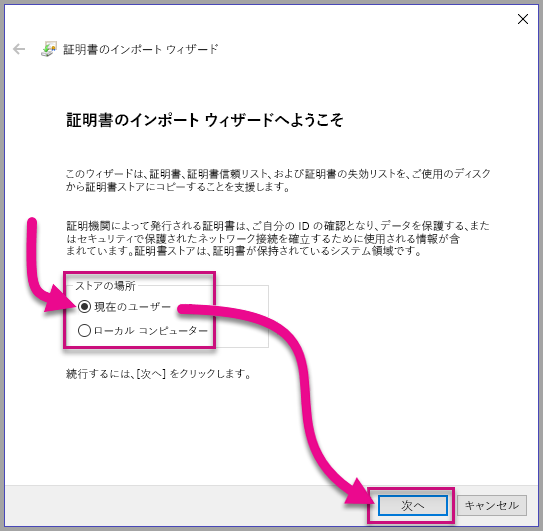 証明書のインポート ウィザード
証明書のインポート ウィザードへようこそ
このウィザードは、証明書、証明書信頼リスト、および証明書の失効リストを、ご使用のディスク
から証明書ストアにコピーすることを支援します。
証明機関によって発行される証明書は、ご自分の ID の確認となり、データを保護する、また
はセキュリティで保護されたネットワーク接続を確立するために使用される情報が含
まれています。証明書ストアは、証明書が保持されているシステム領域です。
ストアの場所
現在のユーザー
ローカル コンピューター
続行するには、[次へ] をクリックします。
次へ
キャンセル